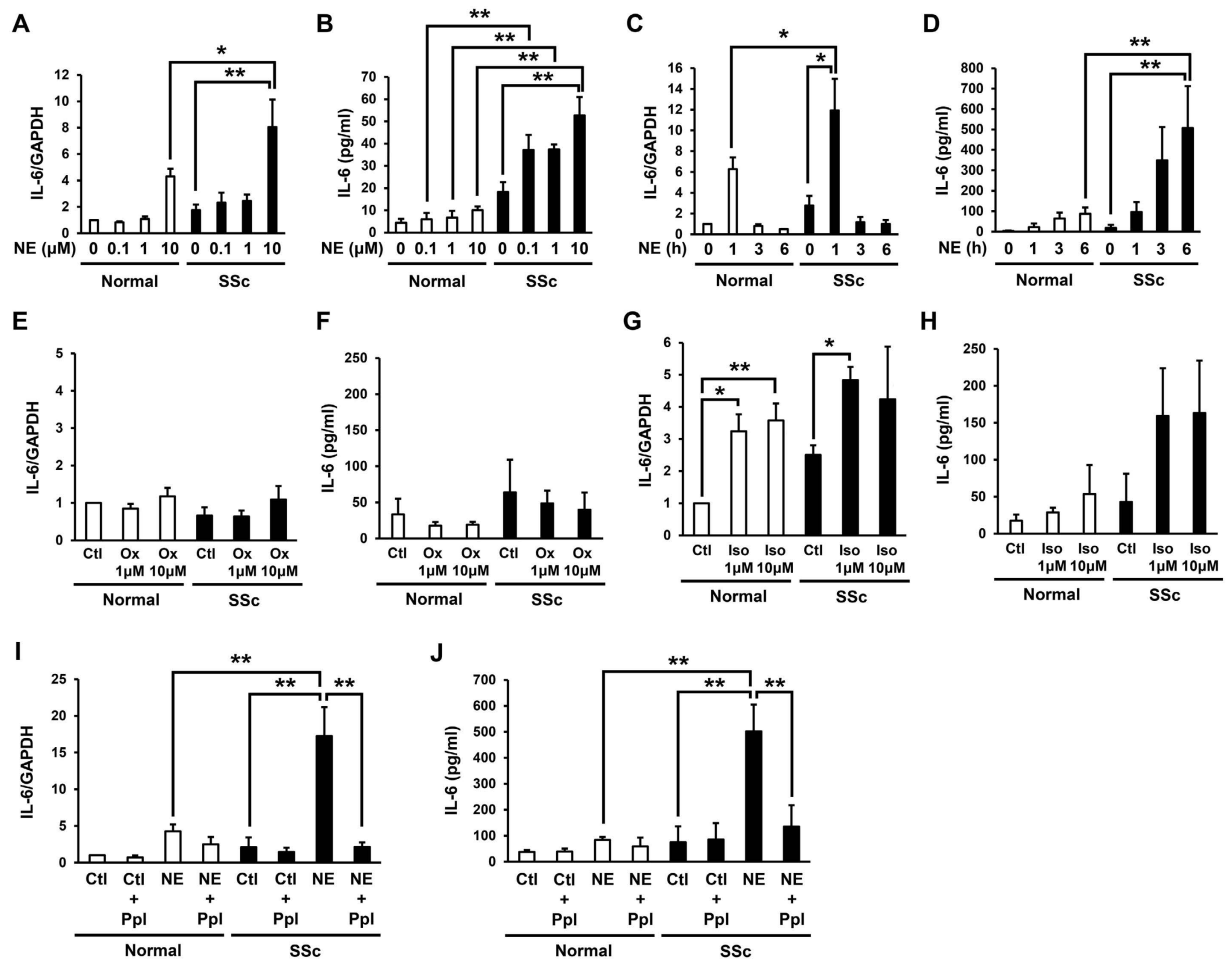 A
IL-6/GAPDH
12
10
8
6
4
2
0
*
**
NE (μM)
0 0.1 1 10 0 0.1 1 10
Normal SSc
B
IL-6 (pg/ml)
60
50
40
30
20
10
0
**
**
**
**
0 0.1 1 10 0 0.1 1 10
Normal SSc
C
IL-6/GAPDH
16
14
12
10
8
6
4
2
0
*
*
NE (h)
0 1 3 6 0 1 3 6
Normal SSc
D
IL-6 (pg/ml)
800
700
600
500
400
300
200
100
0
**
**
NE (h)
0 1 3 6 0 1 3 6
Normal SSc
E
IL-6/GAPDH
5
4
3
2
1
0
Ctl Ox Ox Ctl Ox Ox
1μM 10μM 1μM 10μM
Normal SSc
F
IL-6 (pg/ml)
250
200
150
100
50
0
Ctl Ox Ox Ctl Ox Ox
1μM 10μM 1μM 10μM
Normal SSc
G
IL-6/GAPDH
6
5
4
3
2
1
0
**
*
*
Ctl Iso Iso Ctl Iso Iso
1μM 10μM 1μM 10μM
Normal SSc
H
IL-6 (pg/ml)
250
200
150
100
50
0
Ctl Iso Iso Ctl Iso Iso
1μM 10μM 1μM 10μM
Normal SSc
I
IL-6/GAPDH
25
20
15
10
5
0
**
** **
Ctl Ctl NE NE Ctl Ctl NE NE
+ + + +
Ppl Ppl Ppl Ppl
Normal SSc
J
IL-6 (pg/ml)
700
600
500
400
300
200
100
0
**
** **
Ctl Ctl NE NE Ctl Ctl NE NE
+ + + +
Ppl Ppl Ppl Ppl
Normal SSc